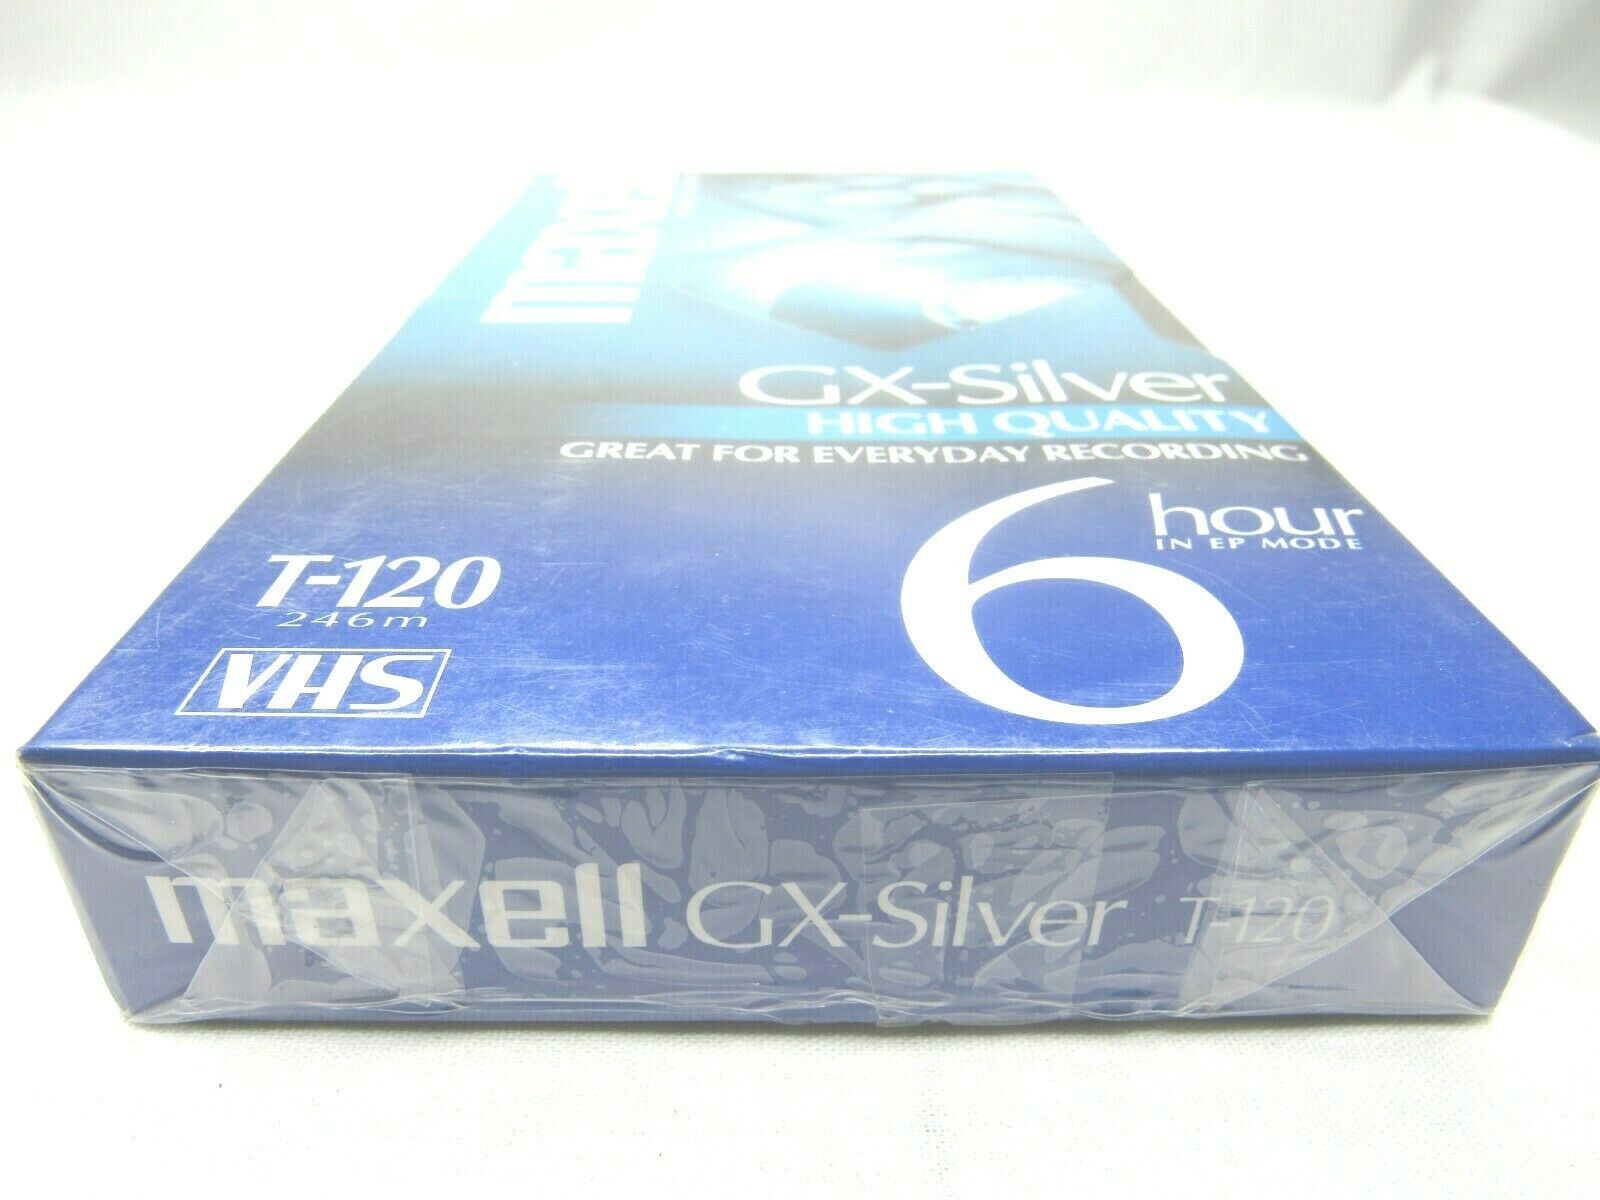 maxell
GX-Silver
HIGH QUALITY
GREAT FOR EVERYDAY RECORDING
6 hour
IN EP MODE
T-120
246m
VHS
maxell GX-Silver T-120